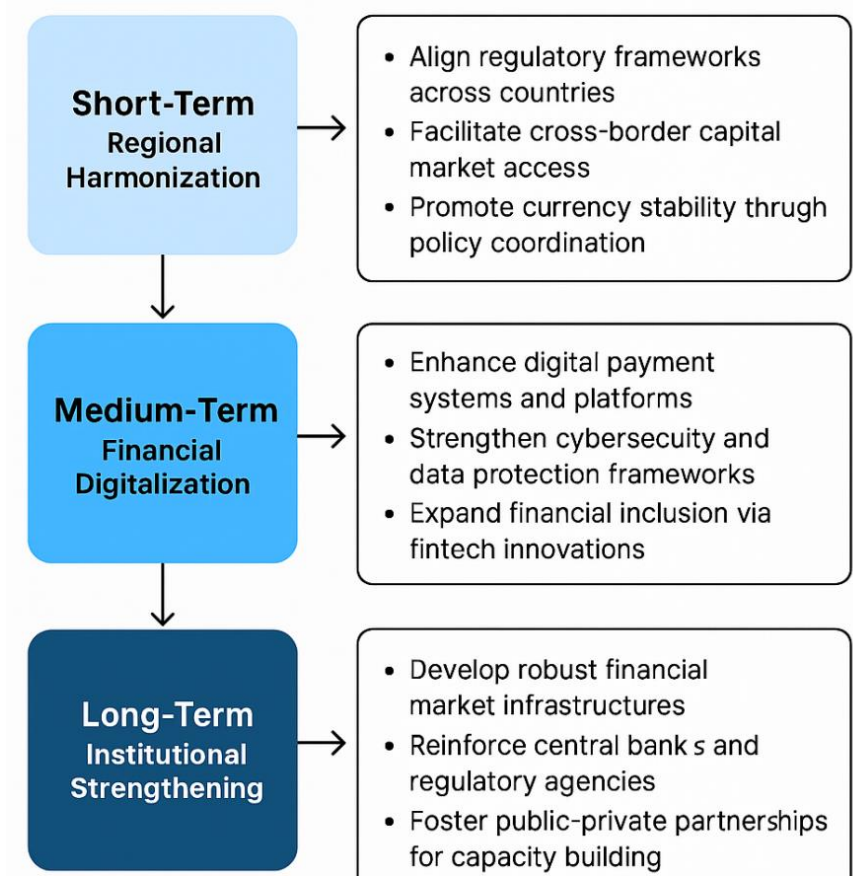 Short-Term
Regional
Harmonization
• Align regulatory frameworks
across countries
• Facilitate cross-border capital
market access
• Promote currency stability thrugh
policy coordination
Medium-Term
Financial
Digitalization
• Enhance digital payment
systems and platforms
• Strengthen cybersecuity and
data protection frameworks
• Expand financial inclusion via
fintech innovations
Long-Term
Institutional
Strengthening
• Develop robust financial
market infrastructures
• Reinforce central bank s and
regulatory agencies
• Foster public-private partnerships
for capacity building